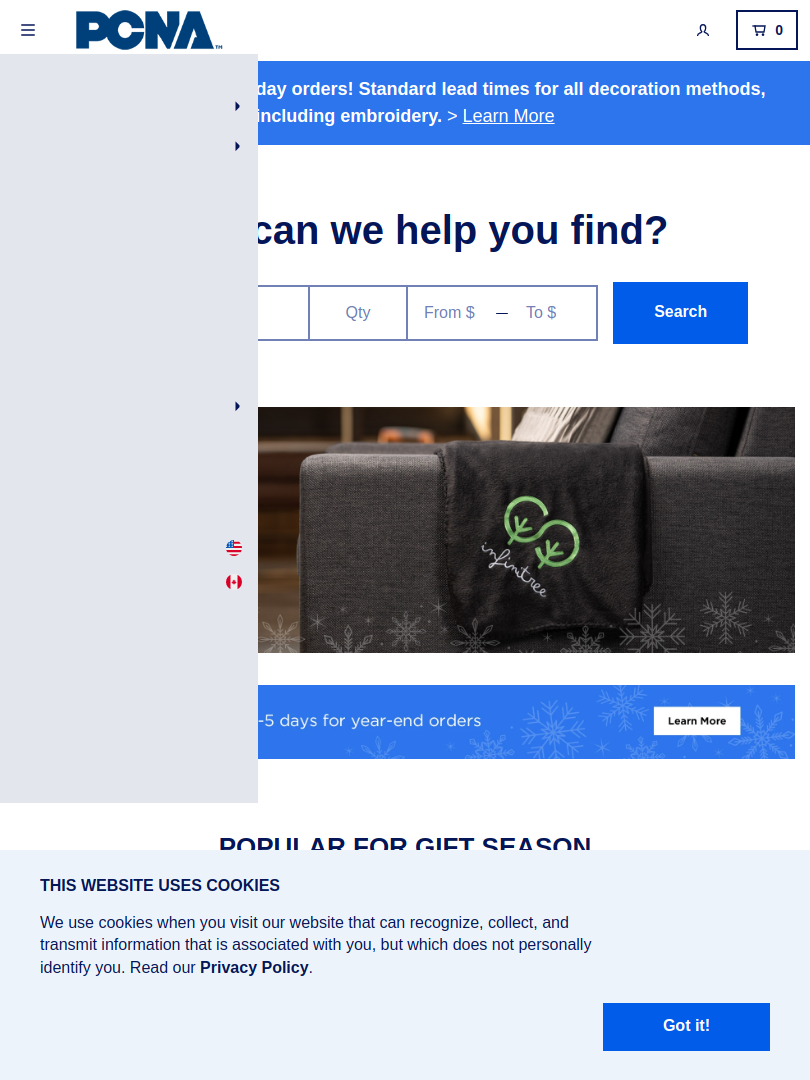 PCNA™
0
day orders! Standard lead times for all decoration methods,
including embroidery. > Learn More
can we help you find?
Qty
From $ — To $
Search
infinitree
-5 days for year-end orders
Learn More
POPULAR FOR GIFT SEASON
THIS WEBSITE USES COOKIES
We use cookies when you visit our website that can recognize, collect, and
transmit information that is associated with you, but which does not personally
identify you. Read our Privacy Policy.
Got it!